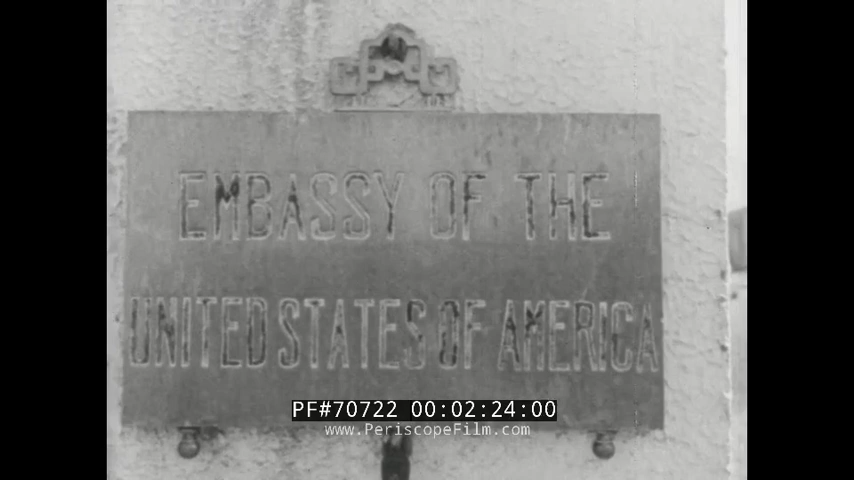 EMBASSY OF THE
UNITED STATES OF AMERICA
PF#70722 00:02:24:00
www.PeriscopeFilm.com